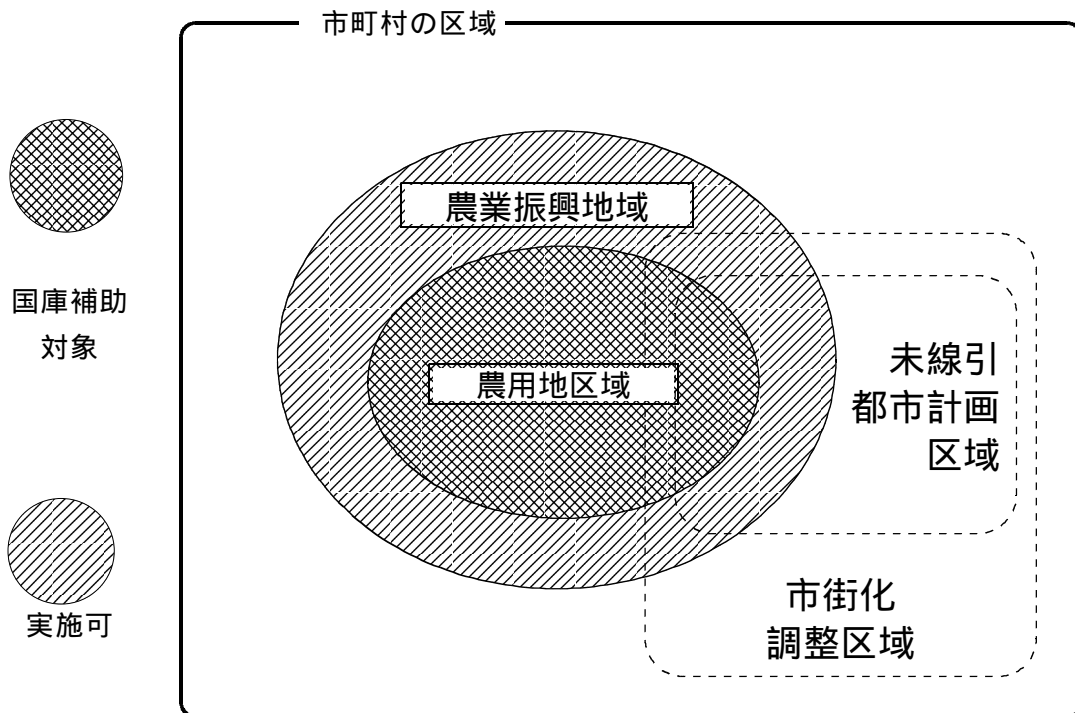 市町村の区域
国庫補助
対象
実施可
農業振興地域
農用地区域
未線引
都市計画
区域
市街化
調整区域